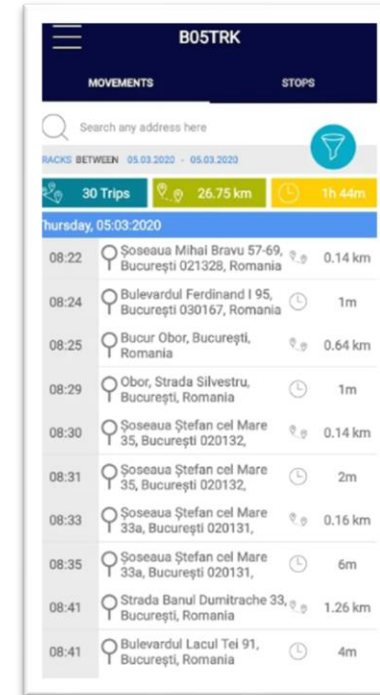 B05TRK
MOVEMENTS STOPS
Search any address here
RACKS BETWEEN 05.03.2020 - 05.03.2020
30 Trips 26.75 km 1h 44m
Thursday, 05:03:2020
08:22 Șoseaua Mihai Bravu 57-69, 0.14 km
București 021328, Romania
08:24 Bulevardul Ferdinand I 95, 1m
București 030167, Romania
08:25 Bucur Obor, București, 0.64 km
Romania
08:29 Obor, Strada Silvestru, 1m
București, Romania
08:30 Șoseaua Ștefan cel Mare 0.14 km
35, București 020132,
08:31 Șoseaua Ștefan cel Mare 2m
35, București 020132,
08:33 Șoseaua Ștefan cel Mare 0.16 km
33a, București 020131,
08:35 Șoseaua Ștefan cel Mare 6m
33a, București 020131,
08:41 Strada Banul Dumitrache 33, 1.26 km
București, Romania
08:41 Bulevardul Lacul Tei 91, 4m
București, Romania